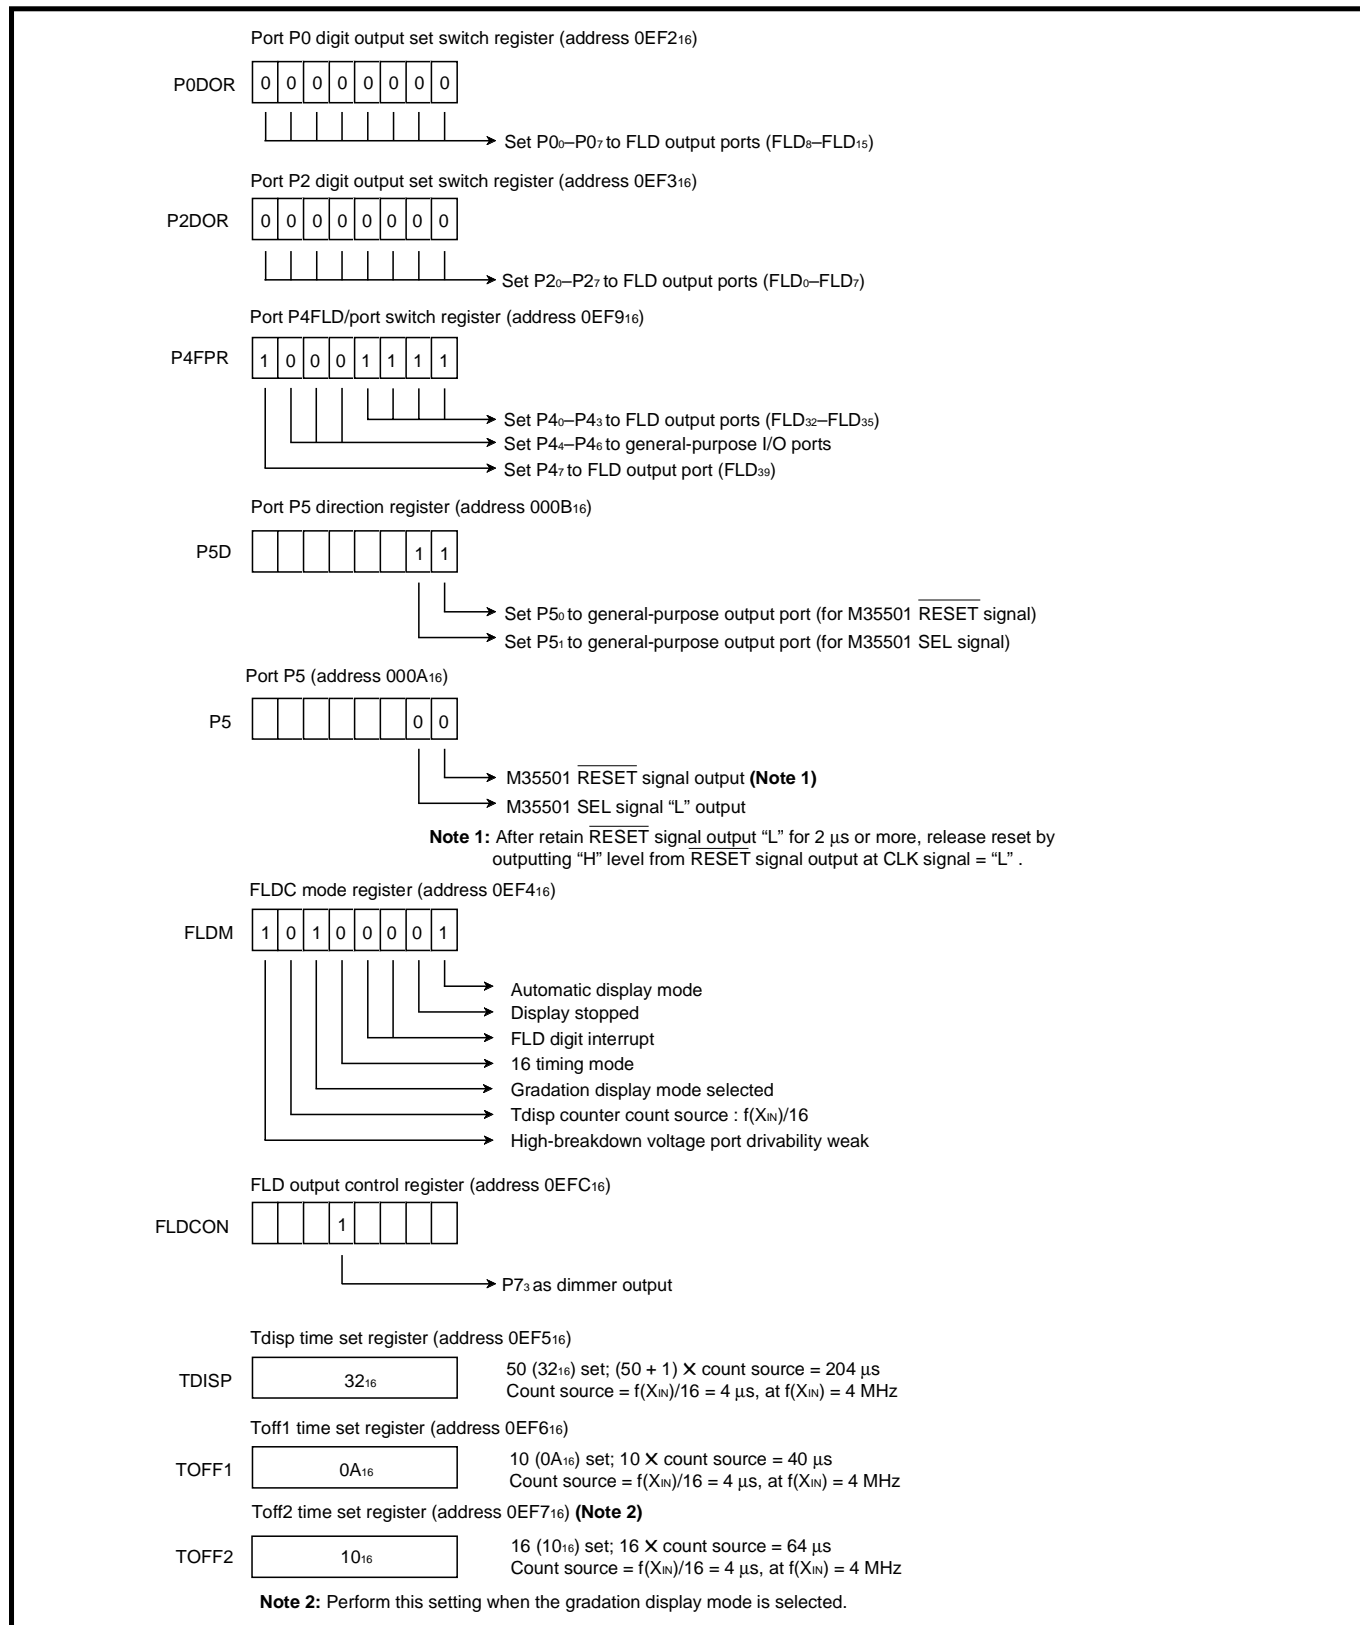 Port P0 digit output set switch register (address 0EF2₁₆)
P0DOR 0 0 0 0 0 0 0 0
Set P0₀–P0₇ to FLD output ports (FLD₈–FLD₁₅)
Port P2 digit output set switch register (address 0EF3₁₆)
P2DOR 0 0 0 0 0 0 0 0
Set P2₀–P2₇ to FLD output ports (FLD₀–FLD₇)
Port P4FLD/port switch register (address 0EF9₁₆)
P4FPR 1 0 0 0 1 1 1 1
Set P4₀–P4₃ to FLD output ports (FLD₃₂–FLD₃₅)
Set P4₄–P4₆ to general-purpose I/O ports
Set P4₇ to FLD output port (FLD₃₉)
Port P5 direction register (address 000B₁₆)
P5D 1 1
Set P5₀ to general-purpose output port (for M35501 RESET signal)
Set P5₁ to general-purpose output port (for M35501 SEL signal)
Port P5 (address 000A₁₆)
P5 0 0
M35501 RESET signal output (Note 1)
M35501 SEL signal “L” output
Note 1: After retain RESET signal output “L” for 2 μs or more, release reset by
outputting “H” level from RESET signal output at CLK signal = “L” .
FLDC mode register (address 0EF4₁₆)
FLDM 1 0 1 0 0 0 0 1
Automatic display mode
Display stopped
FLD digit interrupt
16 timing mode
Gradation display mode selected
Tdisp counter count source : f(XIN)/16
High-breakdown voltage port drivability weak
FLD output control register (address 0EFC₁₆)
FLDCON 1
P7₃ as dimmer output
Tdisp time set register (address 0EF5₁₆)
TDISP 32₁₆
50 (32₁₆) set; (50 + 1) ✕ count source = 204 μs
Count source = f(XIN)/16 = 4 μs, at f(XIN) = 4 MHz
Toff1 time set register (address 0EF6₁₆)
TOFF1 0A₁₆
10 (0A₁₆) set; 10 ✕ count source = 40 μs
Count source = f(XIN)/16 = 4 μs, at f(XIN) = 4 MHz
Toff2 time set register (address 0EF7₁₆) (Note 2)
TOFF2 10₁₆
16 (10₁₆) set; 16 ✕ count source = 64 μs
Count source = f(XIN)/16 = 4 μs, at f(XIN) = 4 MHz
Note 2: Perform this setting when the gradation display mode is selected.